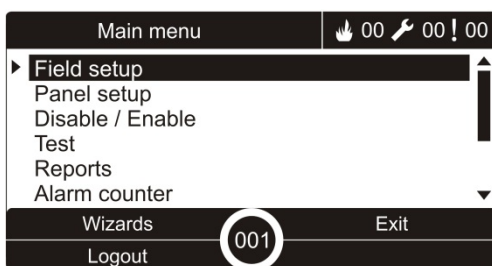 Main menu 00 00 ! 00
Field setup
Panel setup
Disable / Enable
Test
Reports
Alarm counter
Wizards Exit
001
Logout